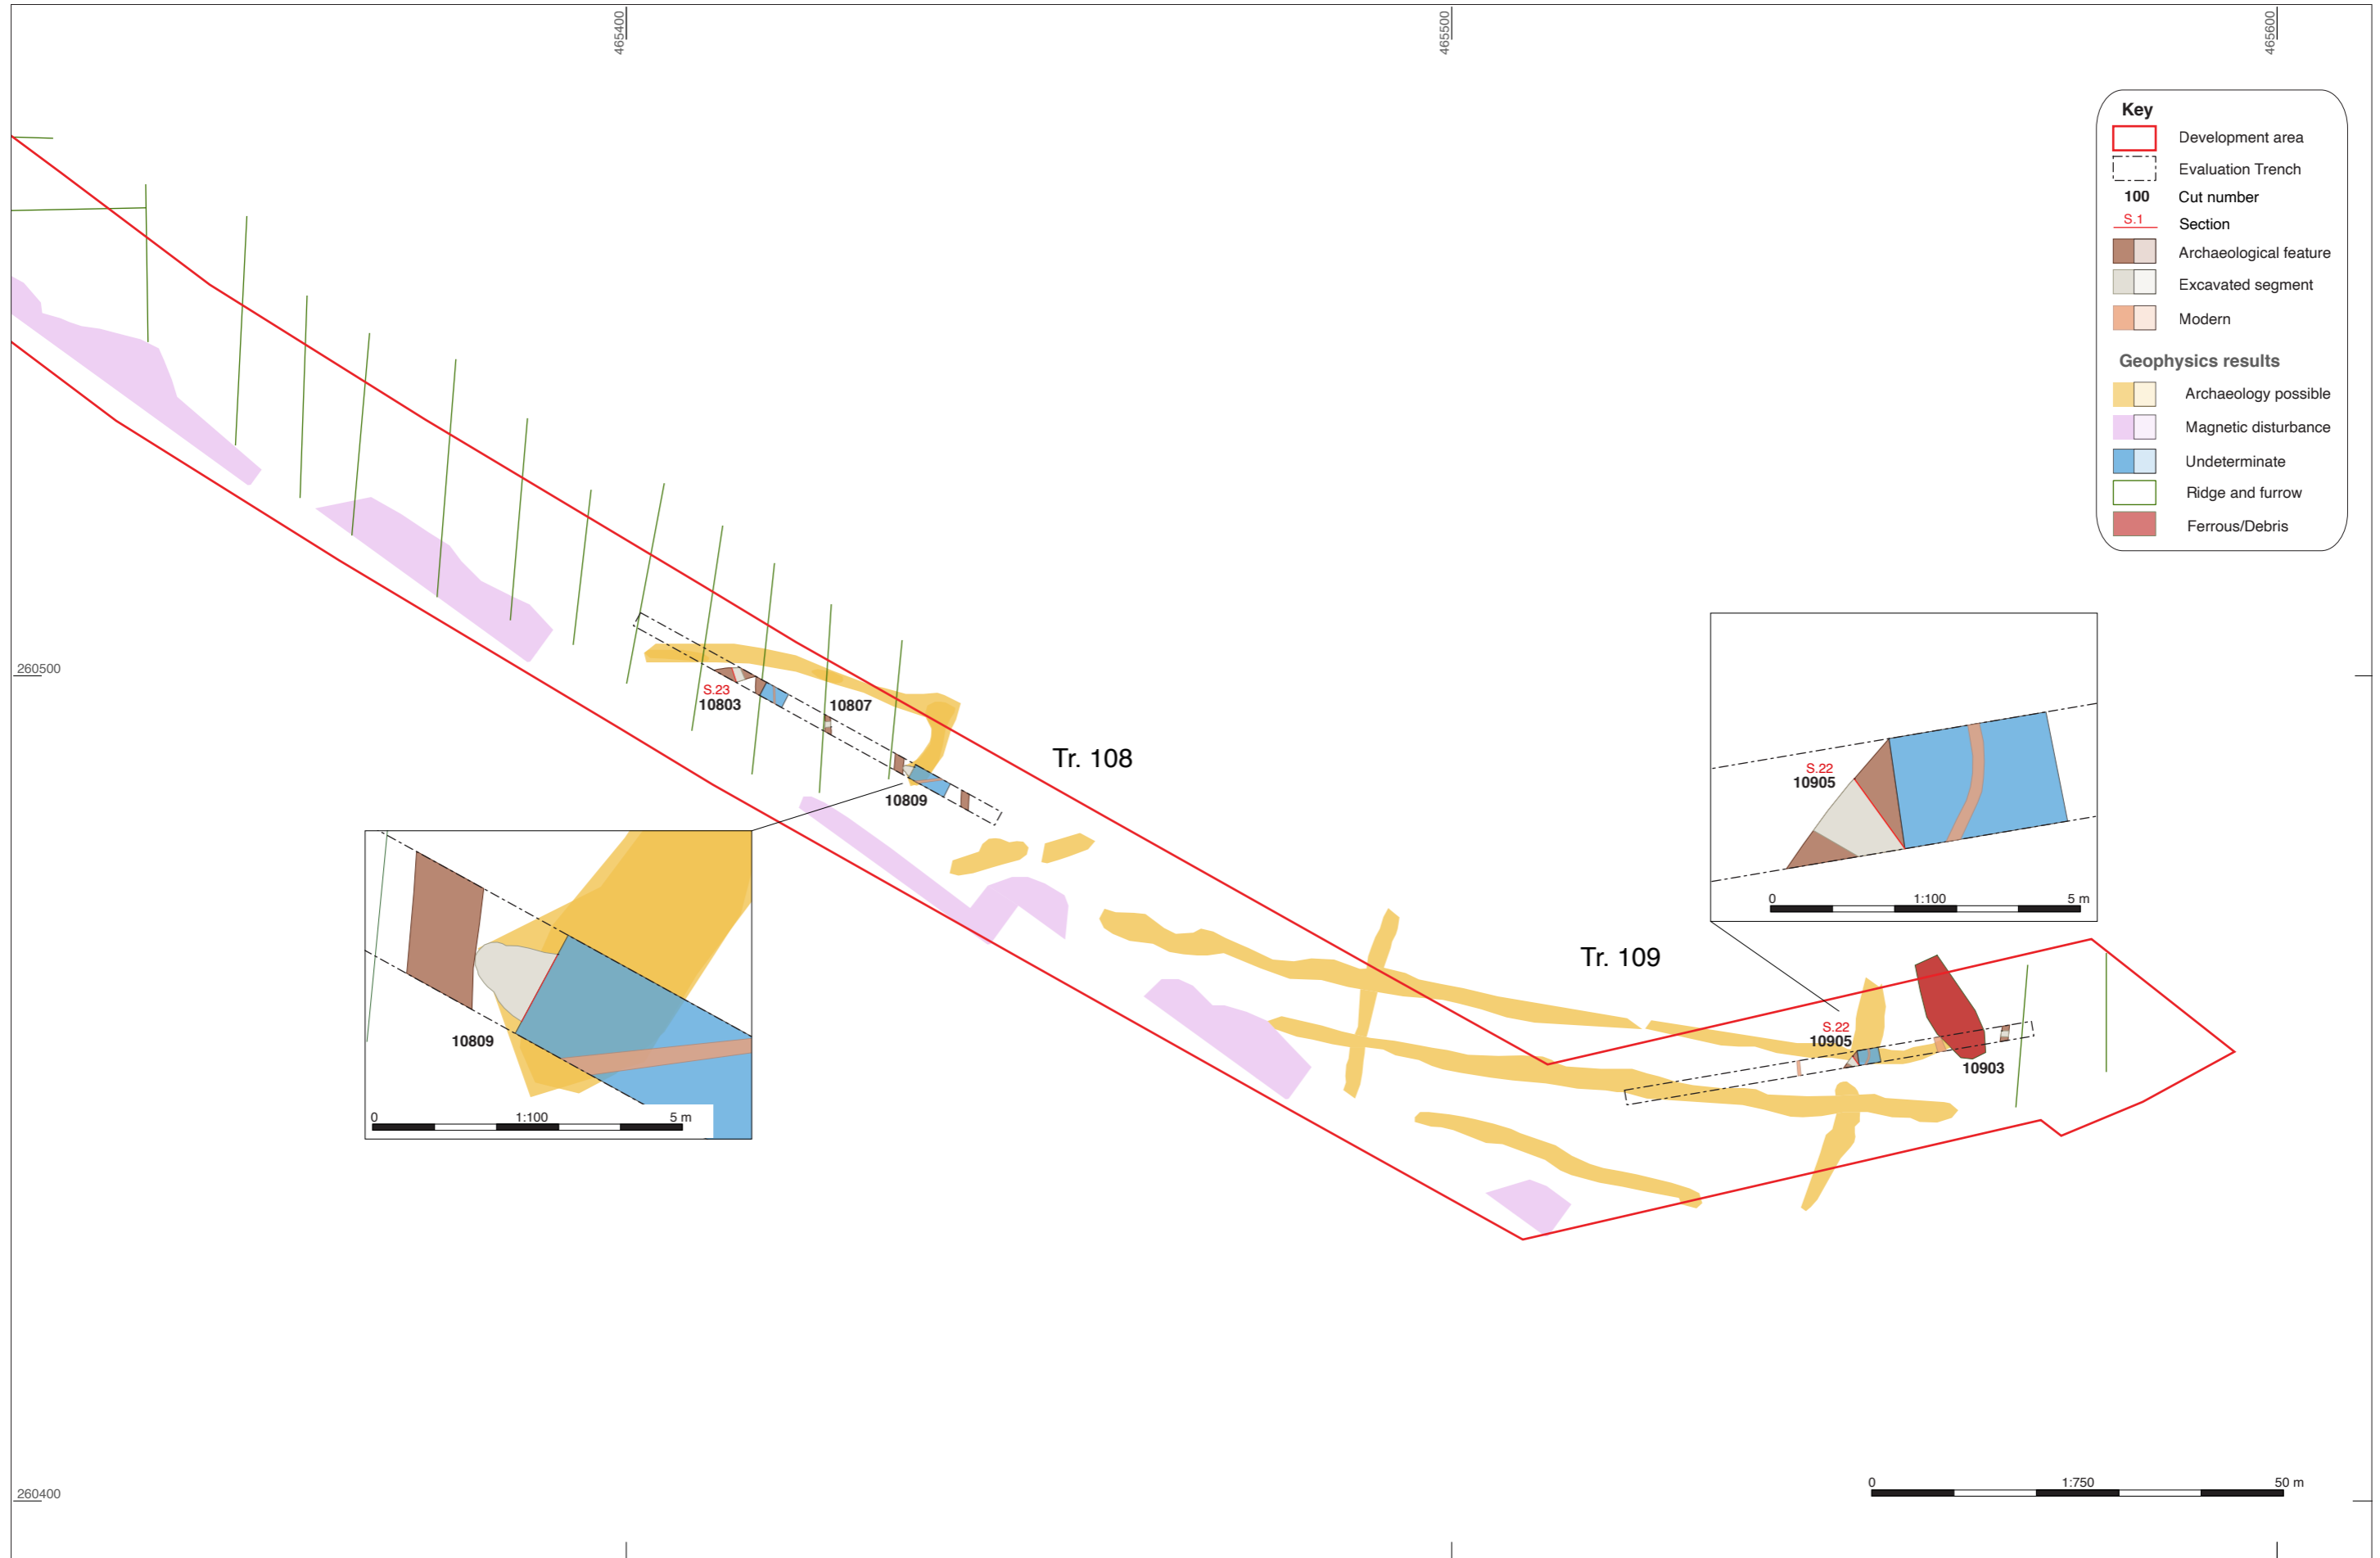 465400
465500
465600
Key
Development area
Evaluation Trench
100 Cut number
S.1 Section
Archaeological feature
Excavated segment
Modern
Geophysics results
Archaeology possible
Magnetic disturbance
Undeterminate
Ridge and furrow
Ferrous/Debris
260500
S.23
10803
10807
Tr. 108
10809
10809
0 1:100 5 m
S.22
10905
0 1:100 5 m
Tr. 109
S.22
10905
10903
260400
0 1:750 50 m